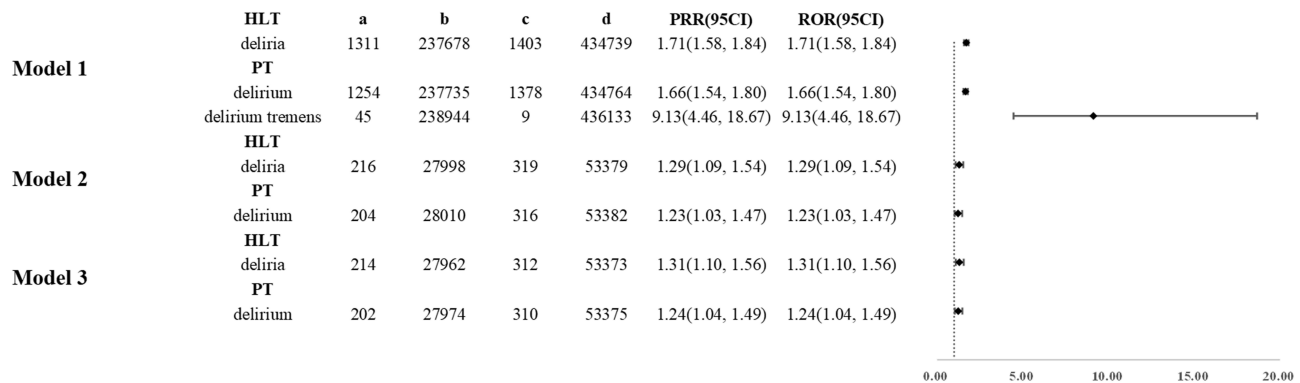 HLT a b c d PRR(95CI) ROR(95CI)
deliria 1311 237678 1403 434739 1.71(1.58, 1.84) 1.71(1.58, 1.84)
Model 1
PT
delirium 1254 237735 1378 434764 1.66(1.54, 1.80) 1.66(1.54, 1.80)
delirium tremens 45 238944 9 436133 9.13(4.46, 18.67) 9.13(4.46, 18.67)
HLT
deliria 216 27998 319 53379 1.29(1.09, 1.54) 1.29(1.09, 1.54)
Model 2
PT
delirium 204 28010 316 53382 1.23(1.03, 1.47) 1.23(1.03, 1.47)
HLT
deliria 214 27962 312 53373 1.31(1.10, 1.56) 1.31(1.10, 1.56)
Model 3
PT
delirium 202 27974 310 53375 1.24(1.04, 1.49) 1.24(1.04, 1.49)
0.00 5.00 10.00 15.00 20.00